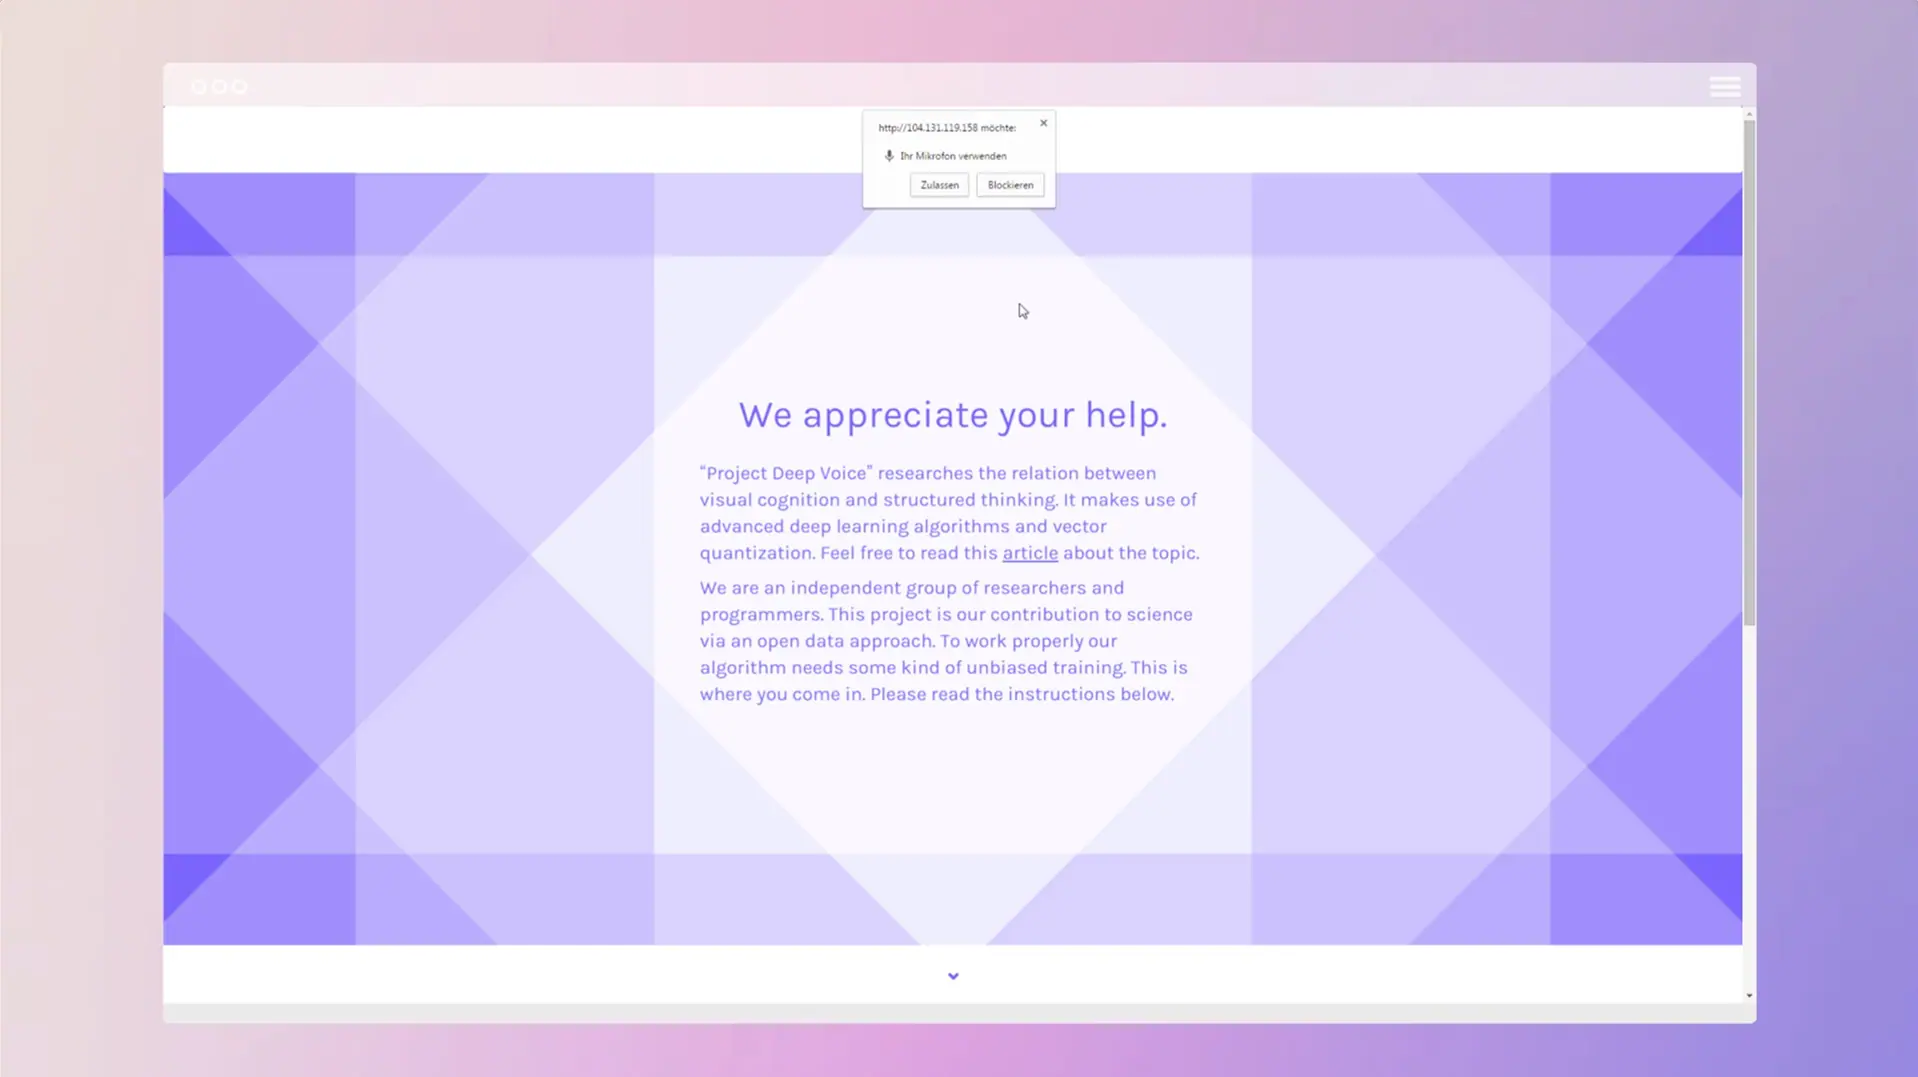 http://104.131.119.158 möchte:
Ihr Mikrofon verwenden
Zulassen Blockieren
We appreciate your help.
“Project Deep Voice” researches the relation between
visual cognition and structured thinking. It makes use of
advanced deep learning algorithms and vector
quantization. Feel free to read this article about the topic.
We are an independent group of researchers and
programmers. This project is our contribution to science
via an open data approach. To work properly our
algorithm needs some kind of unbiased training. This is
where you come in. Please read the instructions below.